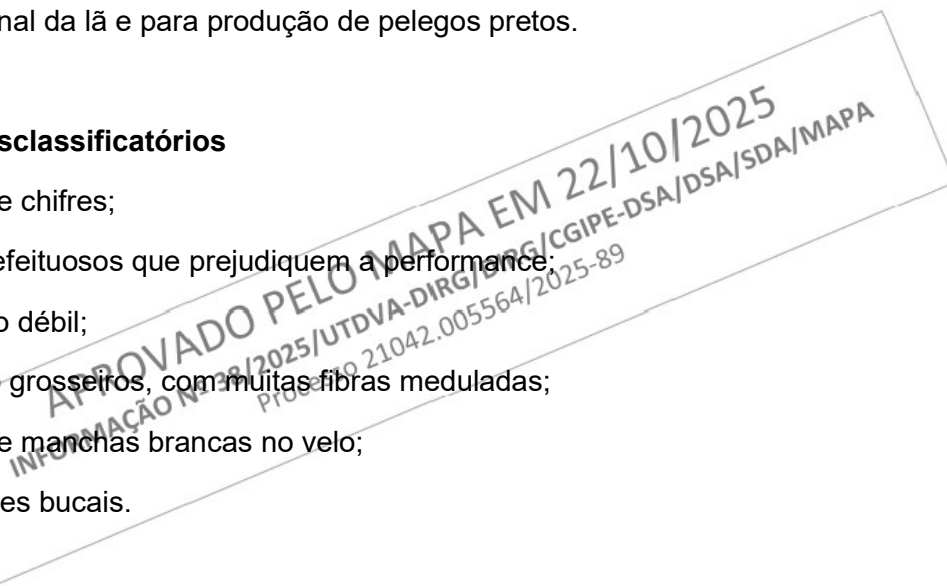 nal da lã e para produção de pelegos pretos.
sclassificatórios
e chifres;
efeituosos que prejudiquem a performance;
o débil;
grosseiros, com muitas fibras meduladas;
e manchas brancas no velo;
es bucais.
APROVADO PELO MAPA EM 22/10/2025
INFORMAÇÃO Nº 38/2025/UTDVA-DIRG/DIRG/CGIPE-DSA/DSA/SDA/MAPA
Processo 21042.005564/2025-89